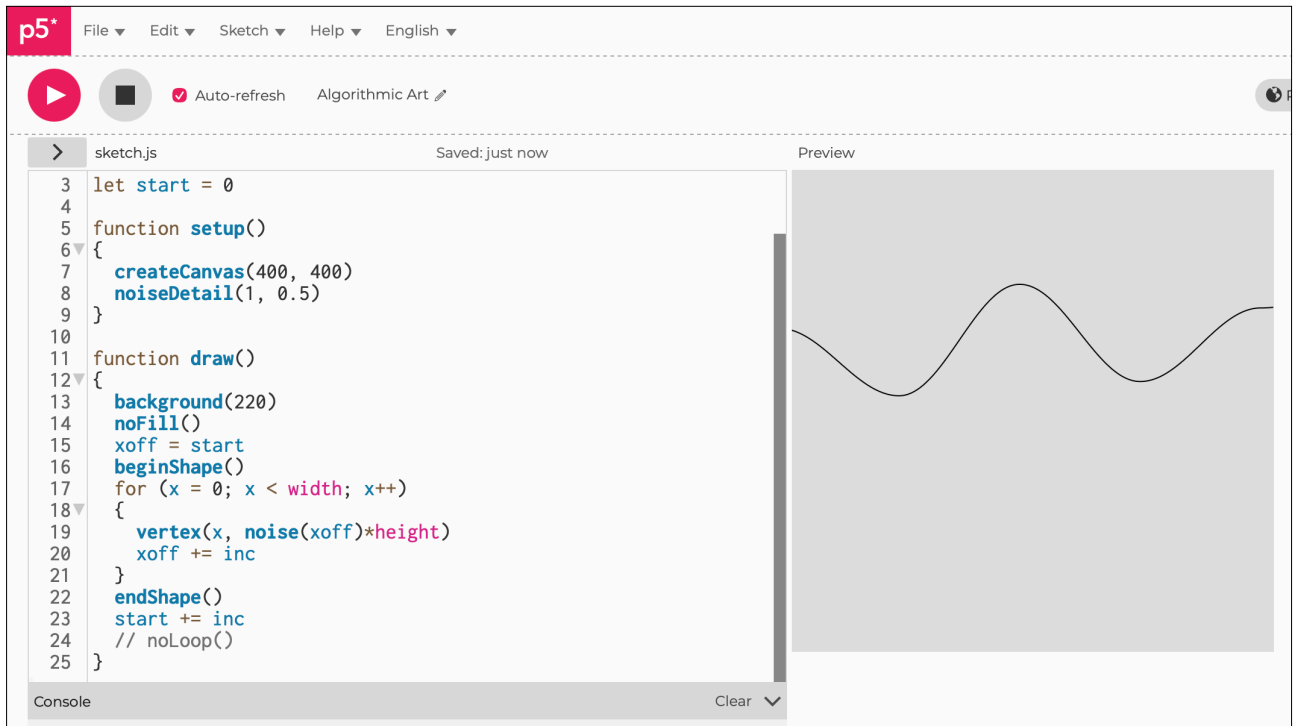 p5* File Edit Sketch Help English
Auto-refresh Algorithmic Art
sketch.js Saved: just now Preview
3 let start = 0
4
5 function setup()
6 {
7 createCanvas(400, 400)
8 noiseDetail(1, 0.5)
9 }
10
11 function draw()
12 {
13 background(220)
14 noFill()
15 xoff = start
16 beginShape()
17 for (x = 0; x < width; x++)
18 {
19 vertex(x, noise(xoff)*height)
20 xoff += inc
21 }
22 endShape()
23 start += inc
24 // noLoop()
25 }
Console Clear